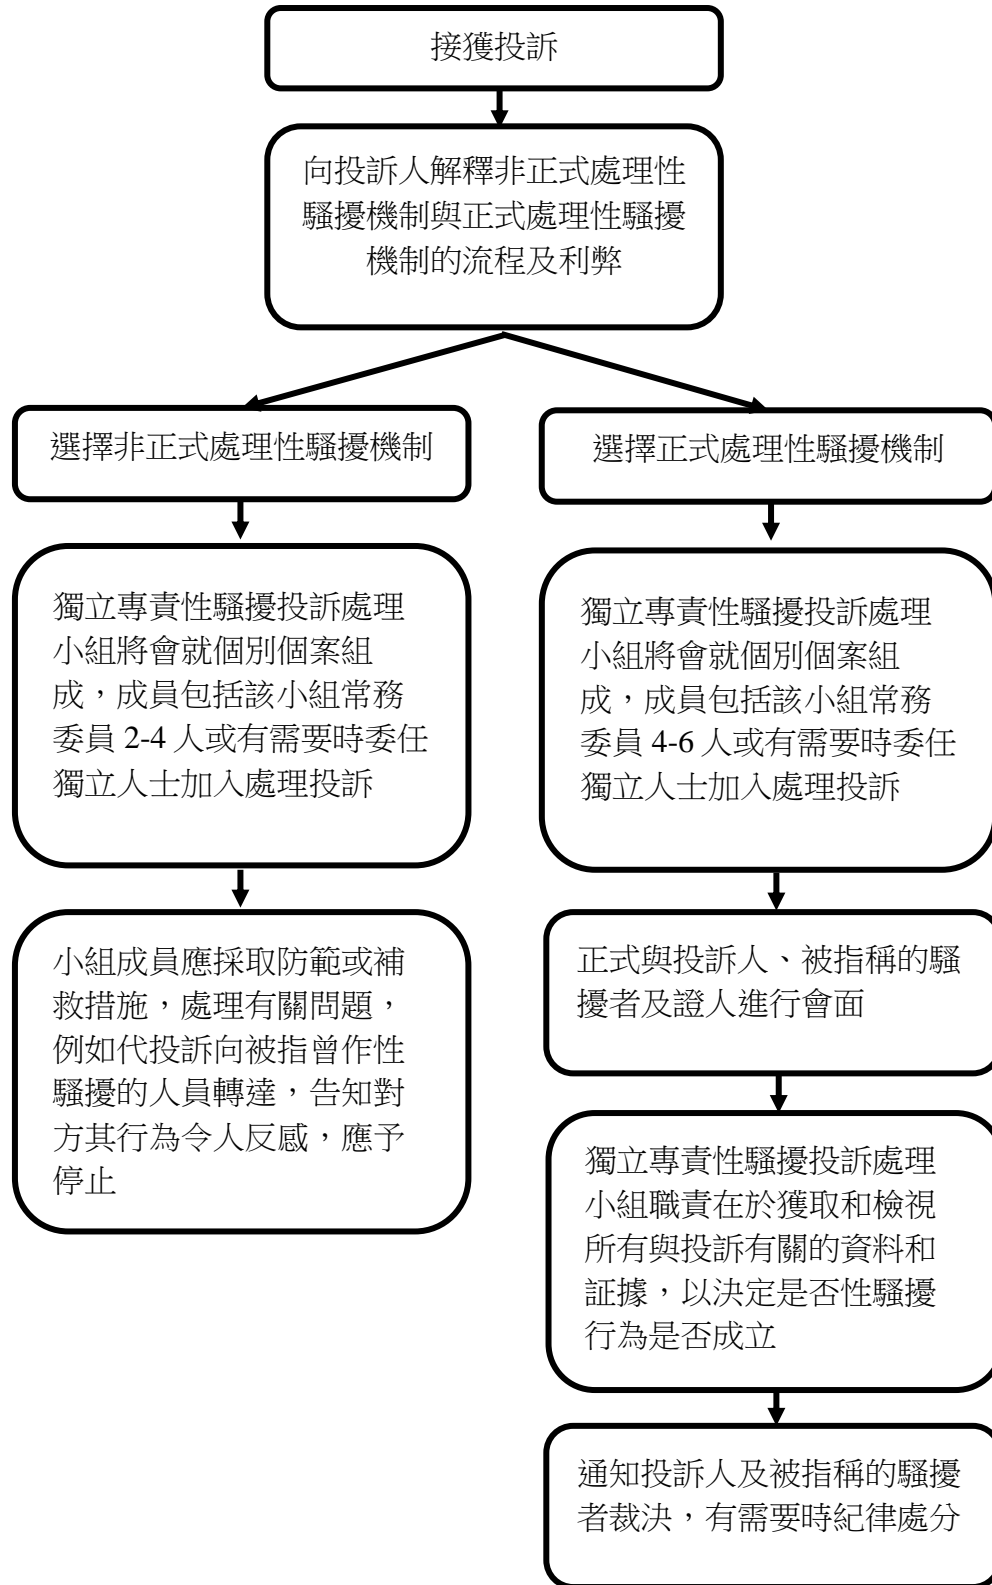 接獲投訴
向投訴人解釋非正式處理性
騷擾機制與正式處理性騷擾
機制的流程及利弊
選擇非正式處理性騷擾機制
選擇正式處理性騷擾機制
獨立專責性騷擾投訴處理
小組將會就個別個案組
成，成員包括該小組常務
委員 2-4 人或有需要時委任
獨立人士加入處理投訴
獨立專責性騷擾投訴處理
小組將會就個別個案組
成，成員包括該小組常務
委員 4-6 人或有需要時委任
獨立人士加入處理投訴
小組成員應採取防範或補
救措施，處理有關問題，
例如代投訴向被指曾作性
騷擾的人員轉達，告知對
方其行為令人反感，應予
停止
正式與投訴人、被指稱的騷
擾者及證人進行會面
獨立專責性騷擾投訴處理
小組職責在於獲取和檢視
所有與投訴有關的資料和
証據，以決定是否性騷擾
行為是否成立
通知投訴人及被指稱的騷擾
者裁決，有需要時紀律處分